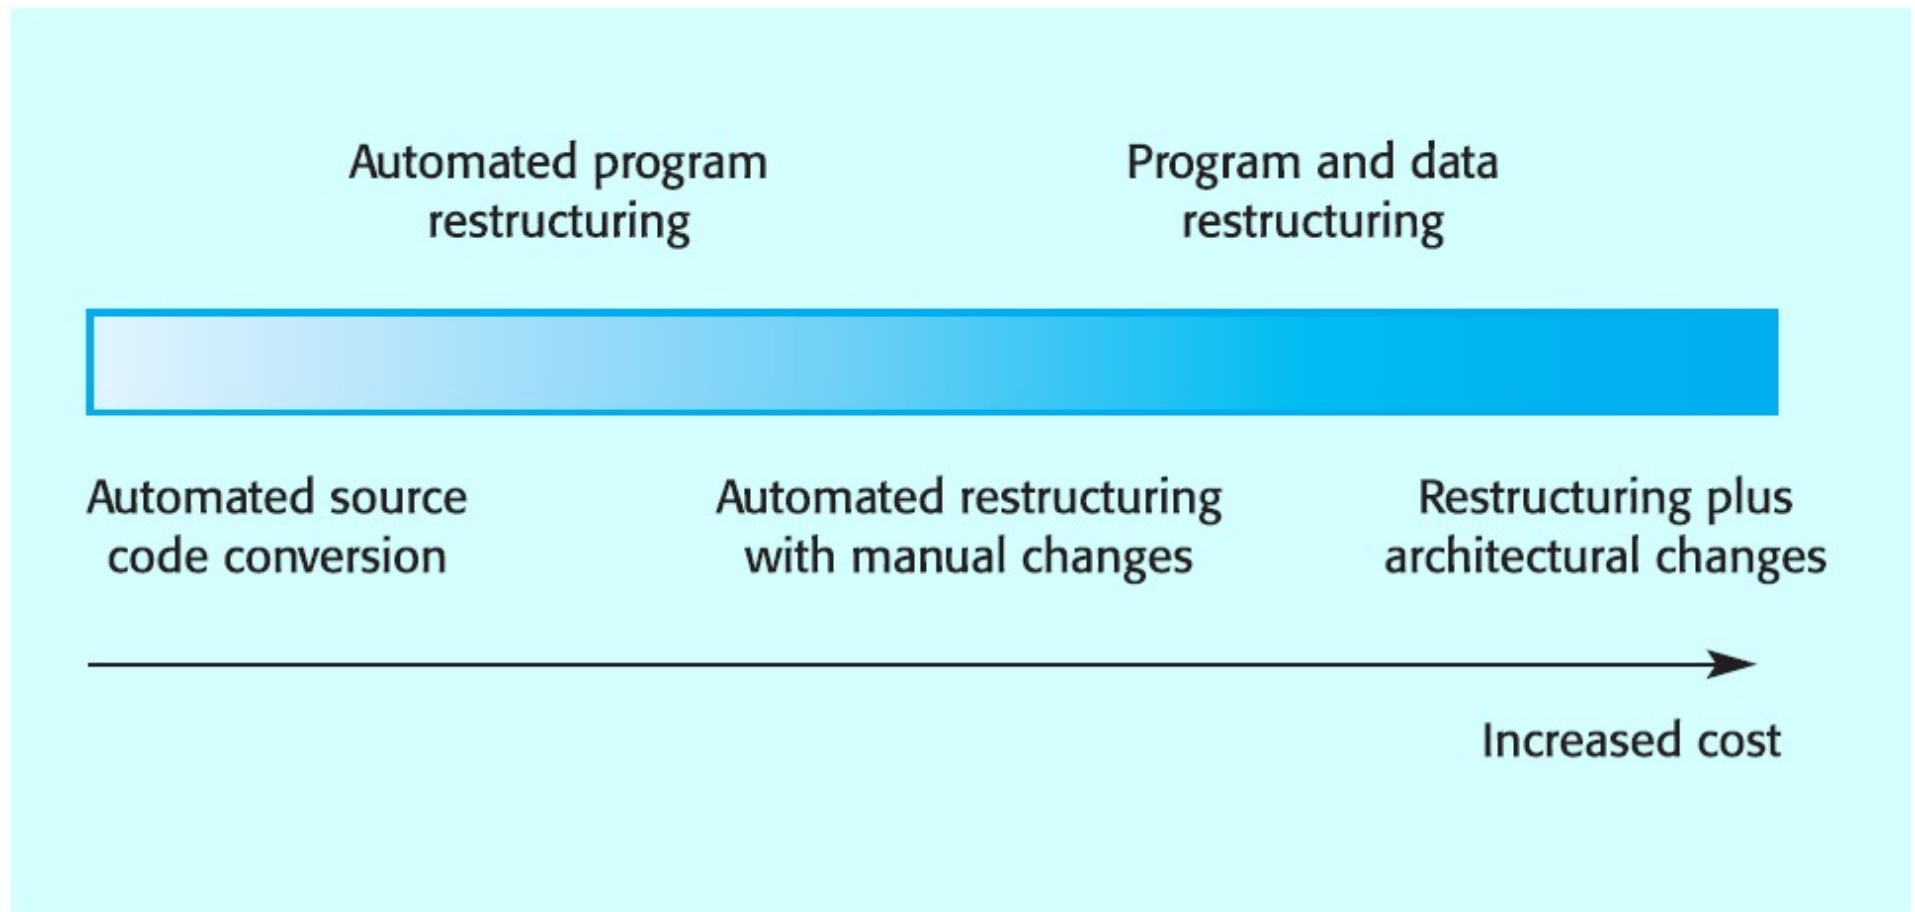 Automated program
restructuring
Program and data
restructuring
Automated source
code conversion
Automated restructuring
with manual changes
Restructuring plus
architectural changes
Increased cost